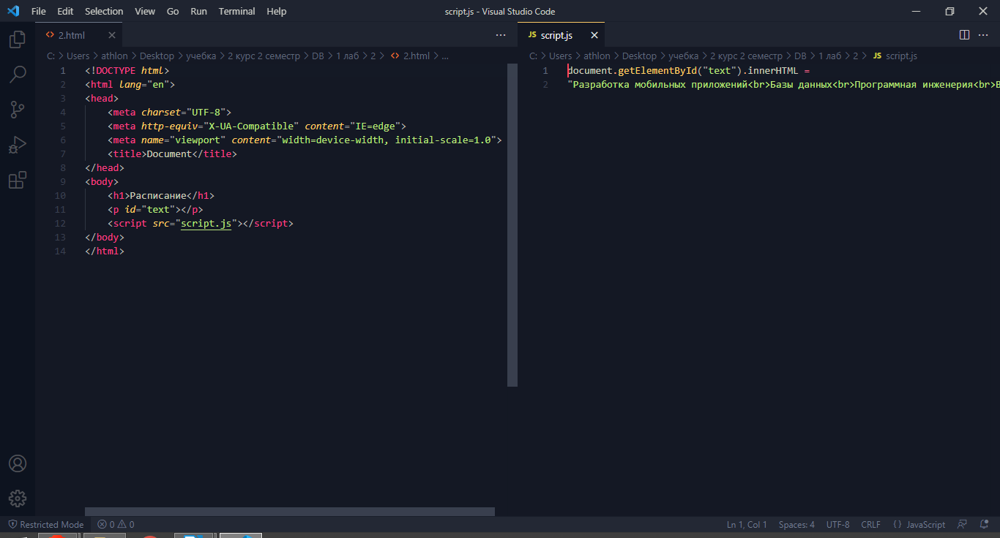 File Edit Selection View Go Run Terminal Help script.js - Visual Studio Code
2.html
C: > Users > athlon > Desktop > учебка > 2 курс 2 семестр > DB > 1 лаб > 2 > 2.html > ...
1 <!DOCTYPE html>
2 <html lang="en">
3 <head>
4 <meta charset="UTF-8">
5 <meta http-equiv="X-UA-Compatible" content="IE=edge">
6 <meta name="viewport" content="width=device-width, initial-scale=1.0">
7 <title>Document</title>
8 </head>
9 <body>
10 <h1>Расписание</h1>
11 <p id="text"></p>
12 <script src="script.js"></script>
13 </body>
14 </html>
JS script.js
C: > Users > athlon > Desktop > учебка > 2 курс 2 семестр > DB > 1 лаб > 2 > JS script.js
1 document.getElementById("text").innerHTML =
2 "Разработка мобильных приложений<br>Базы данных<br>Программная инженерия<br>
Restricted Mode 0 0 Ln 1, Col 1 Spaces: 4 UTF-8 CRLF {} JavaScript